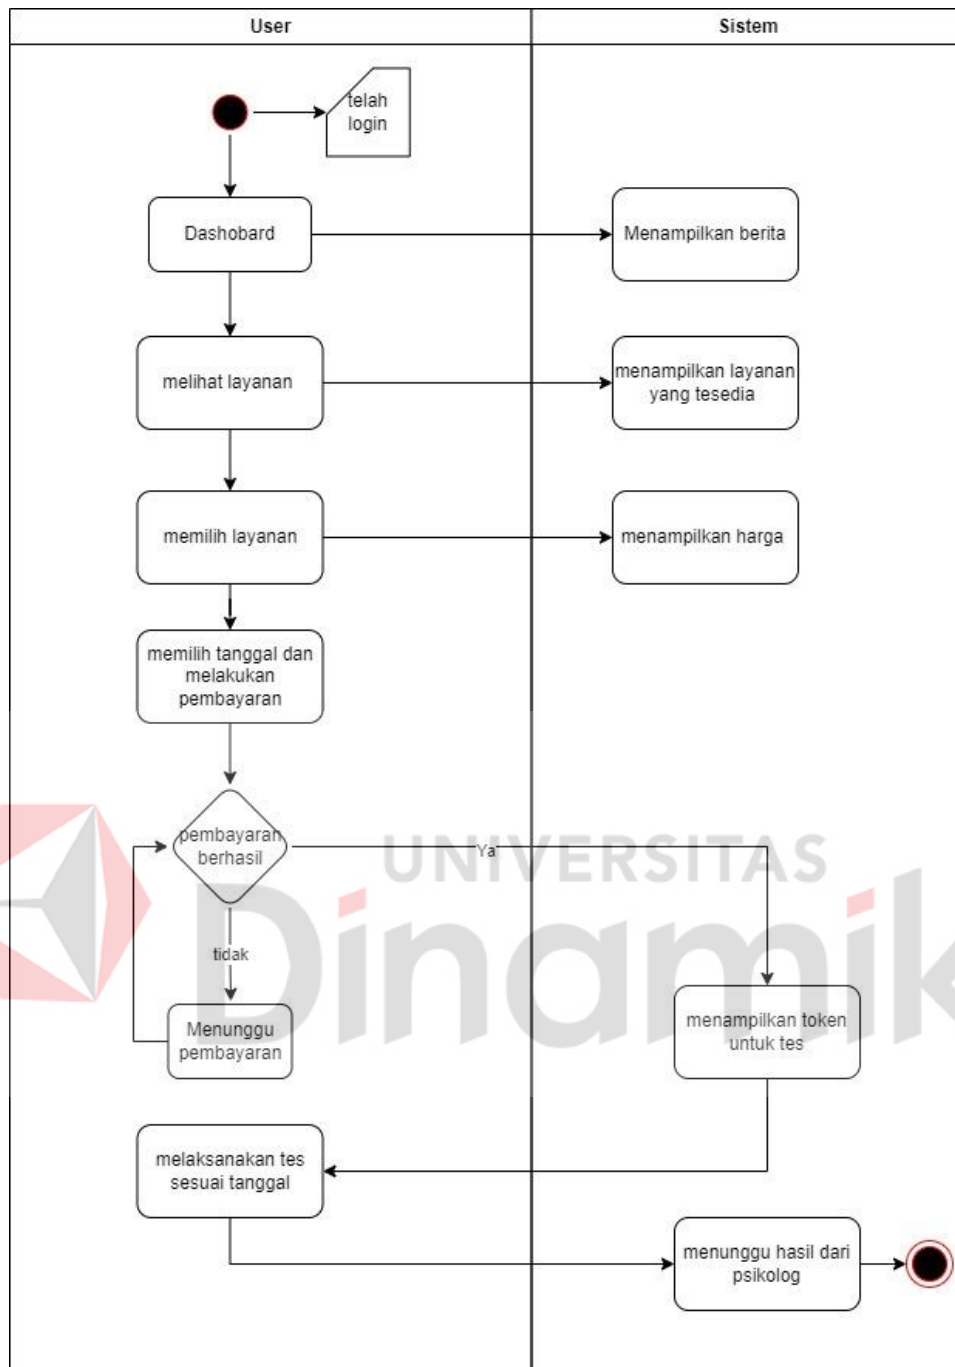 User
Sistem
telah
login
Dashobard
Menampilkan berita
melihat layanan
menampilkan layanan
yang tesedia
memilih layanan
menampilkan harga
memilih tanggal dan
melakukan
pembayaran
pembayaran
berhasil
Ya
UNIVERSITAS
Dinamik
tidak
Menunggu
pembayaran
menampilkan token
untuk tes
melaksanakan tes
sesuai tanggal
menunggu hasil dari
psikolog